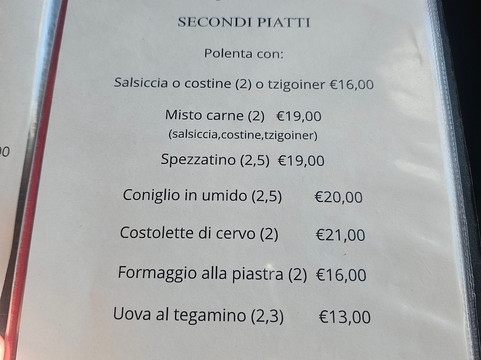 SECONDI PIATTI
Polenta con:
Salsiccia o costine (2) o tzigoiner €16,00
Misto carne (2) €19,00
(salsiccia,costine,tzigoiner)
Spezzatino (2,5) €19,00
Coniglio in umido (2,5) €20,00
Costolette di cervo (2) €21,00
Formaggio alla piastra (2) €16,00
Uova al tegamino (2,3) €13,00